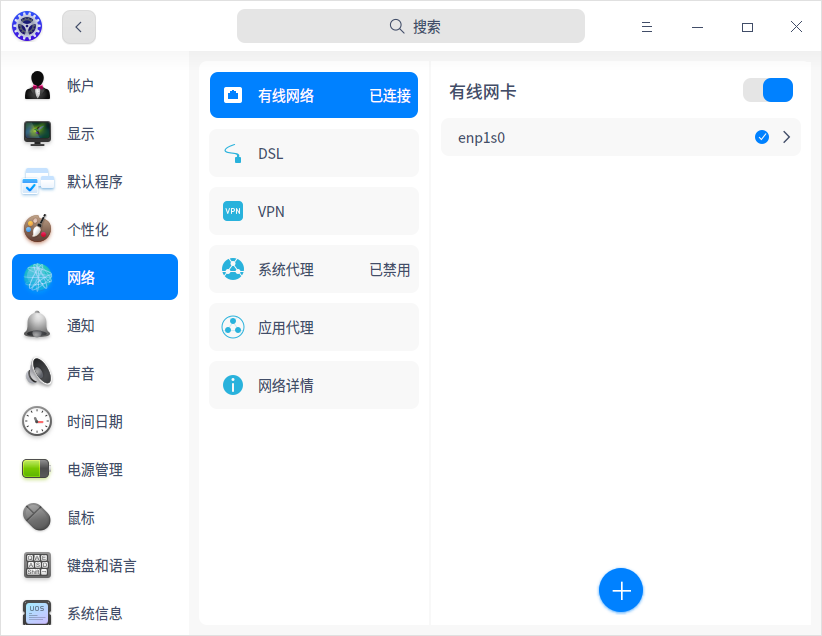 搜索
帐户
显示
默认程序
个性化
网络
通知
声音
时间日期
电源管理
鼠标
键盘和语言
UOS
系统信息
有线网络 已连接
DSL
VPN VPN
系统代理 已禁用
应用代理
网络详情
有线网卡
enp1s0